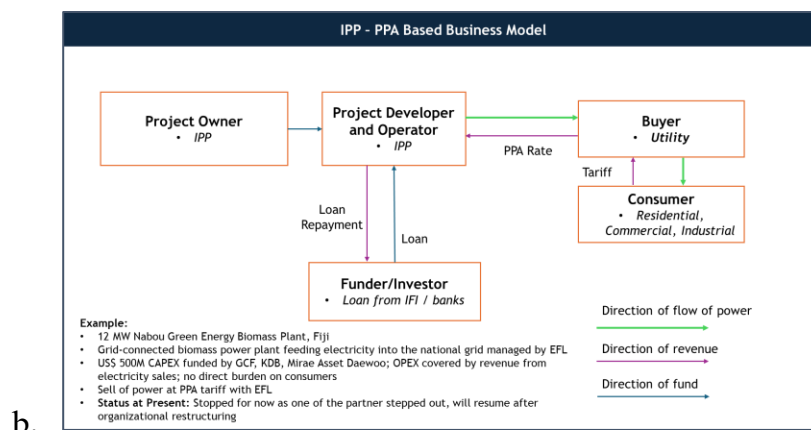 IPP - PPA Based Business Model
Project Owner
• IPP
Project Developer
and Operator
• IPP
Buyer
• Utility
PPA Rate
Tariff
Consumer
• Residential,
Commercial, Industrial
Loan
Repayment
Loan
Funder/Investor
• Loan from IFI / banks
Direction of flow of power
Direction of revenue
Direction of fund
Example:
• 12 MW Nabou Green Energy Biomass Plant, Fiji
• Grid-connected biomass power plant feeding electricity into the national grid managed by EFL
• US$ 500M CAPEX funded by GCF, KDB, Mirae Asset Daewoo; OPEX covered by revenue from
electricity sales; no direct burden on consumers
• Sell of power at PPA tariff with EFL
• Status at Present: Stopped for now as one of the partner stepped out, will resume after
organizational restructuring
b.